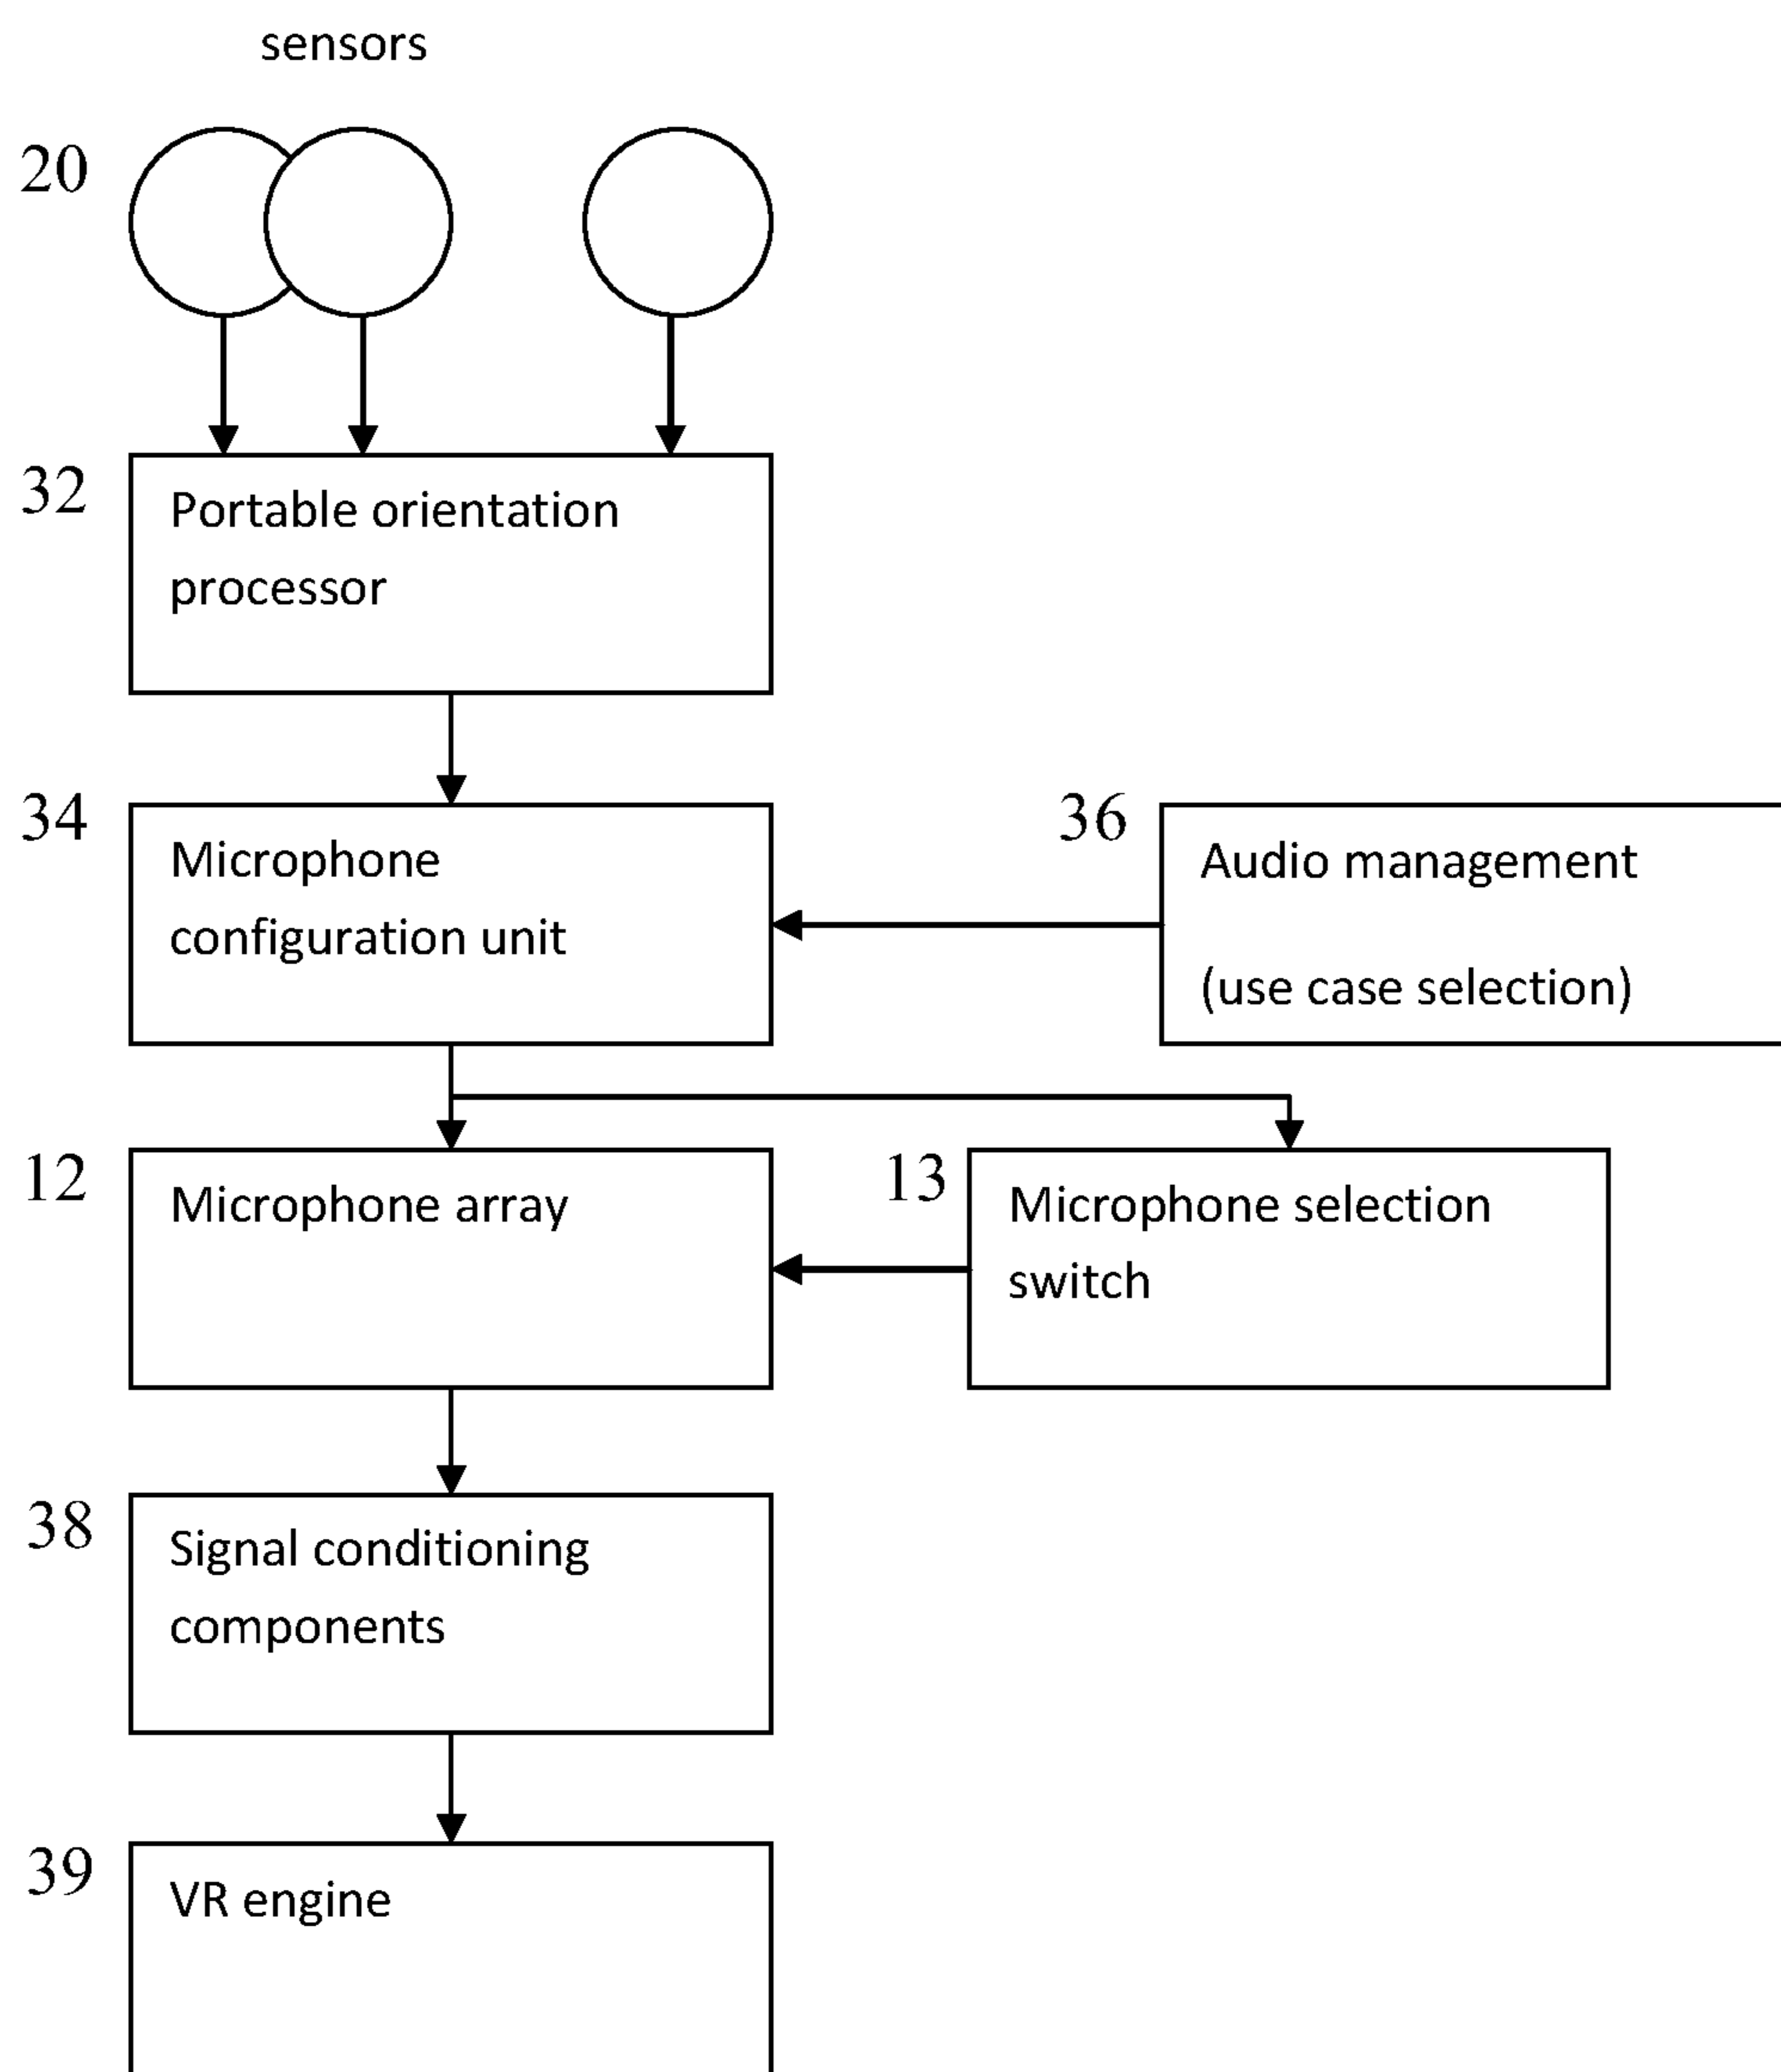 sensors
20
32
Portable orientation
processor
34
Microphone
configuration unit
36
Audio management
(use case selection)
12
Microphone array
13
Microphone selection
switch
38
Signal conditioning
components
39
VR engine